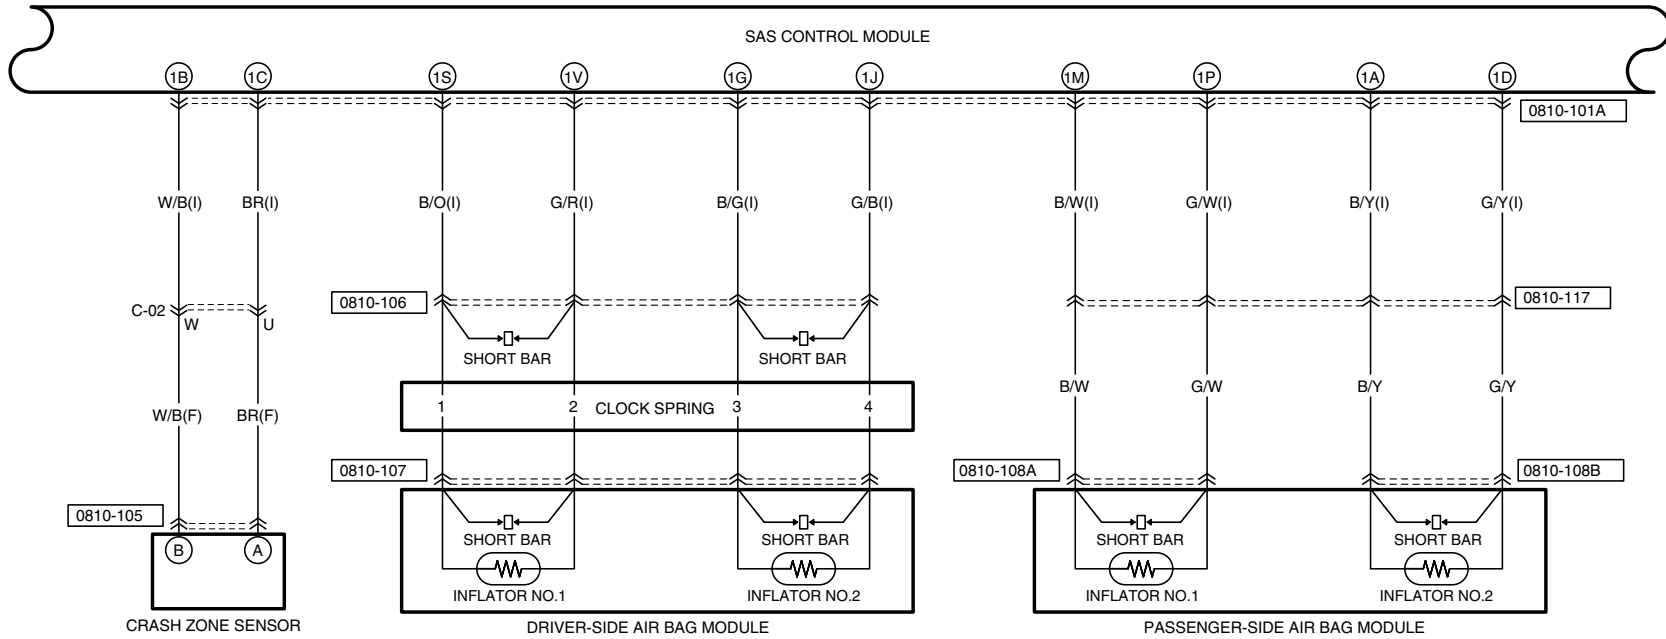 SAS CONTROL MODULE
1B 1C 1S 1V 1G 1J 1M 1P 1A 1D
0810-101A
W/B(I) BR(I) B/O(I) G/R(I) B/G(I) G/B(I) B/W(I) G/W(I) B/Y(I) G/Y(I)
C-02 W U 0810-106 0810-117
SHORT BAR SHORT BAR
B/W G/W B/Y G/Y
W/B(F) BR(F) 1 2 CLOCK SPRING 3 4
0810-107 0810-108A 0810-108B
0810-105
B A SHORT BAR SHORT BAR SHORT BAR SHORT BAR
INFLATOR NO.1 INFLATOR NO.2 INFLATOR NO.1 INFLATOR NO.2
CRASH ZONE SENSOR DRIVER-SIDE AIR BAG MODULE PASSENGER-SIDE AIR BAG MODULE